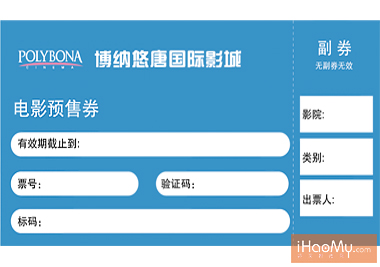 POLYBONA
CINEMA
博纳悠唐国际影城
电影预售券
有效期截止到:
票号:
验证码:
标码:
副 券
无副券无效
影院:
类别:
出票人:
iHaoMy.com